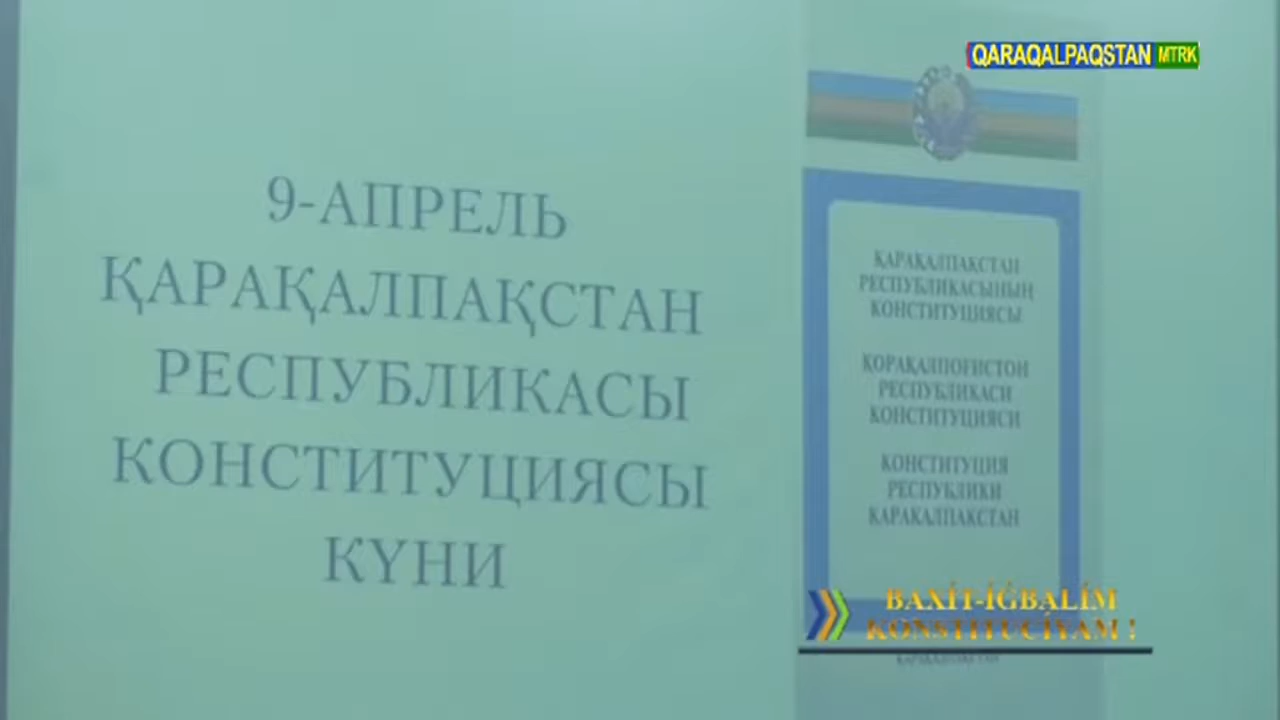 QARAQALPAQSTAN MTRK
9-АПРЕЛЬ
ҚАРАҚАЛПАҚСТАН
РЕСПУБЛИКАСЫ
КОНСТИТУЦИЯСЫ
КҮНИ
ҚАРАҚАЛПАҚСТАН
РЕСПУБЛИКАСЫНЫҢ
КОНСТИТУЦИЯСЫ
ҚОРАҚАЛПОҒИСТОН
РЕСПУБЛИКАСИ
КОНСТИТУЦИЯСИ
КОНСТИТУЦИЯ
РЕСПУБЛИКИ
КАРАКАЛПАКСТАН
BAXÍT-ÍǴBALÍM
KONSTITUCÍYAM !